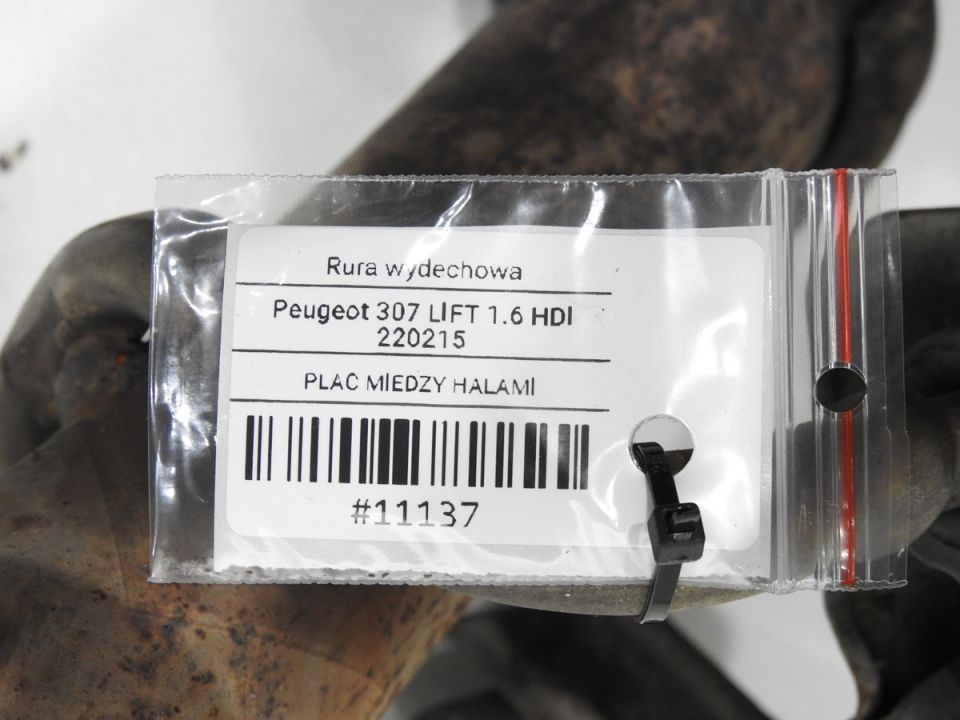 Rura wydechowa
Peugeot 307 LIFT 1.6 HDI
220215
PLAC MIEDZY HALAMI
#11137